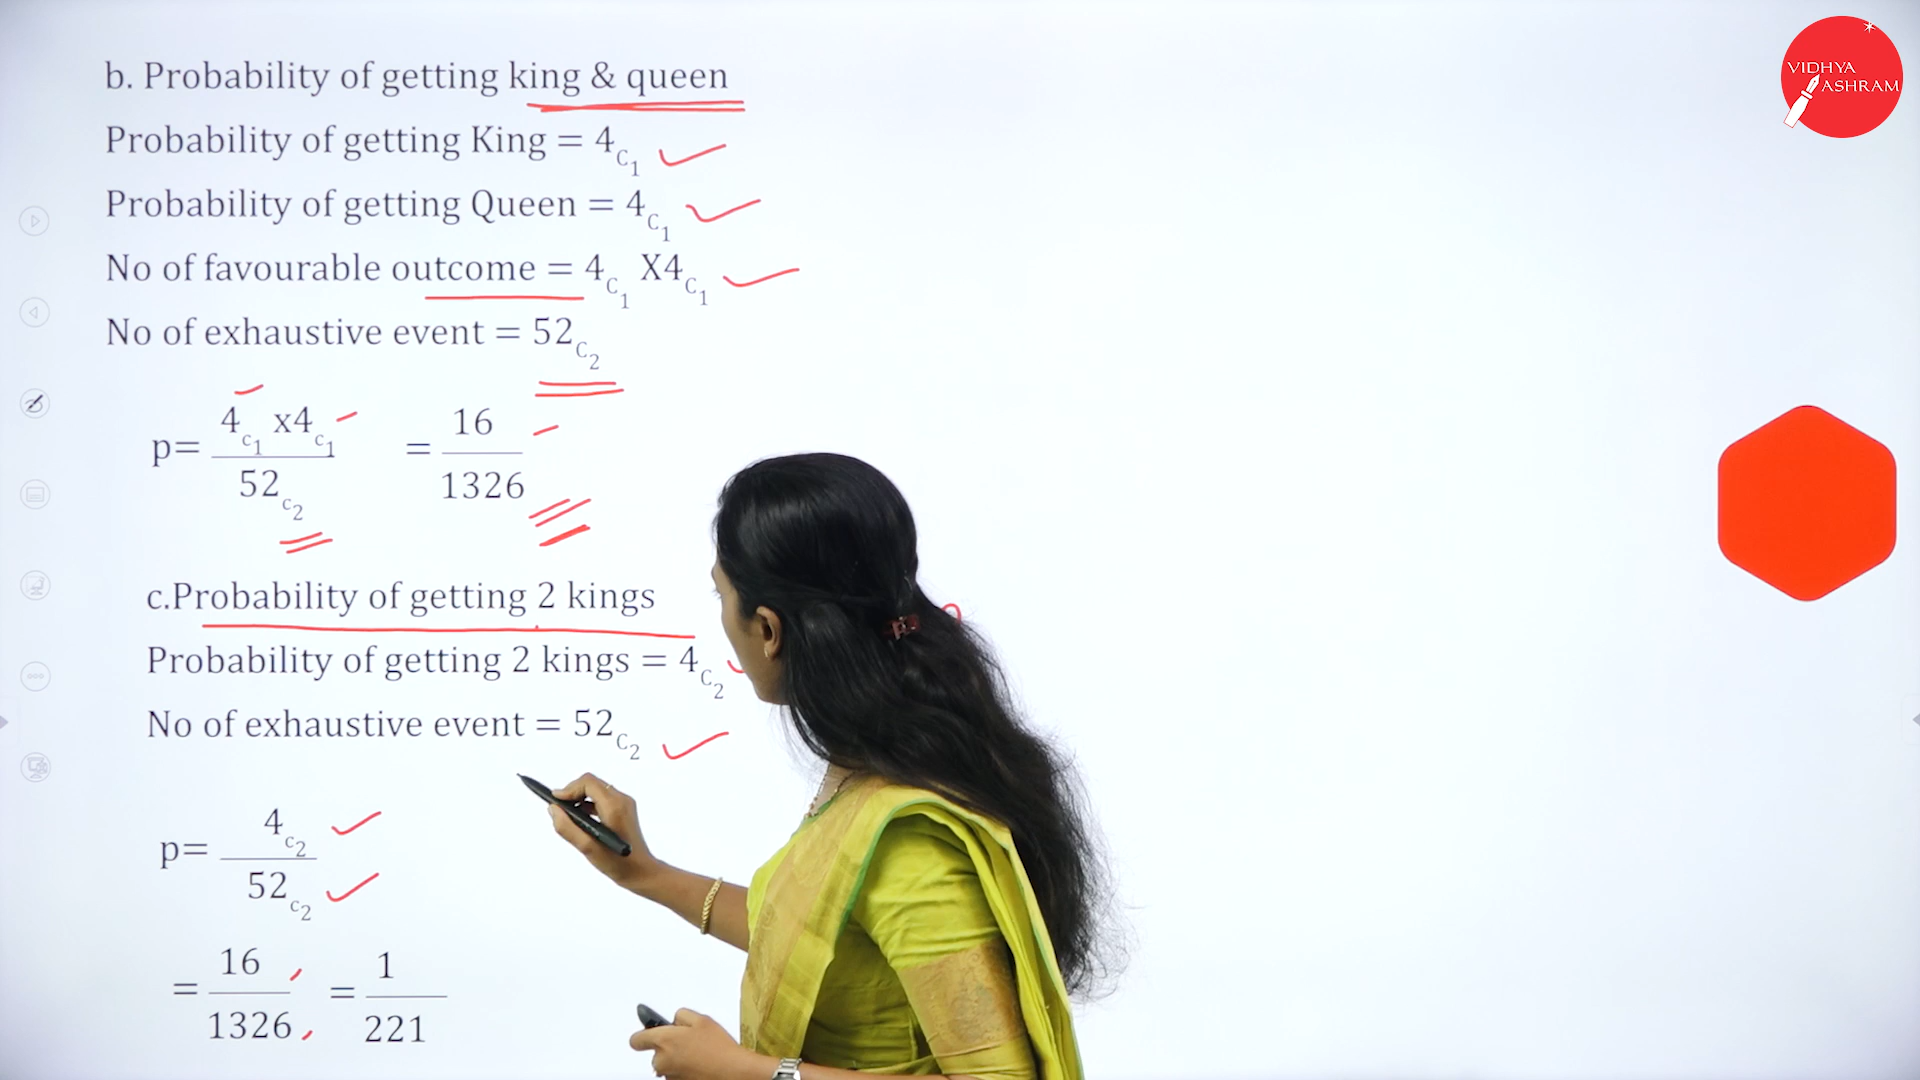 b. Probability of getting king & queen
Probability of getting King = 4c1
Probability of getting Queen = 4c1
No of favourable outcome = 4c1 X4c1
No of exhaustive event = 52c2
p= 4c1 x4c1 / 52c2 = 16 / 1326
c.Probability of getting 2 kings
Probability of getting 2 kings = 4c2
No of exhaustive event = 52c2
p= 4c2 / 52c2
= 16 / 1326 = 1 / 221
VIDHYA
ASHRAM